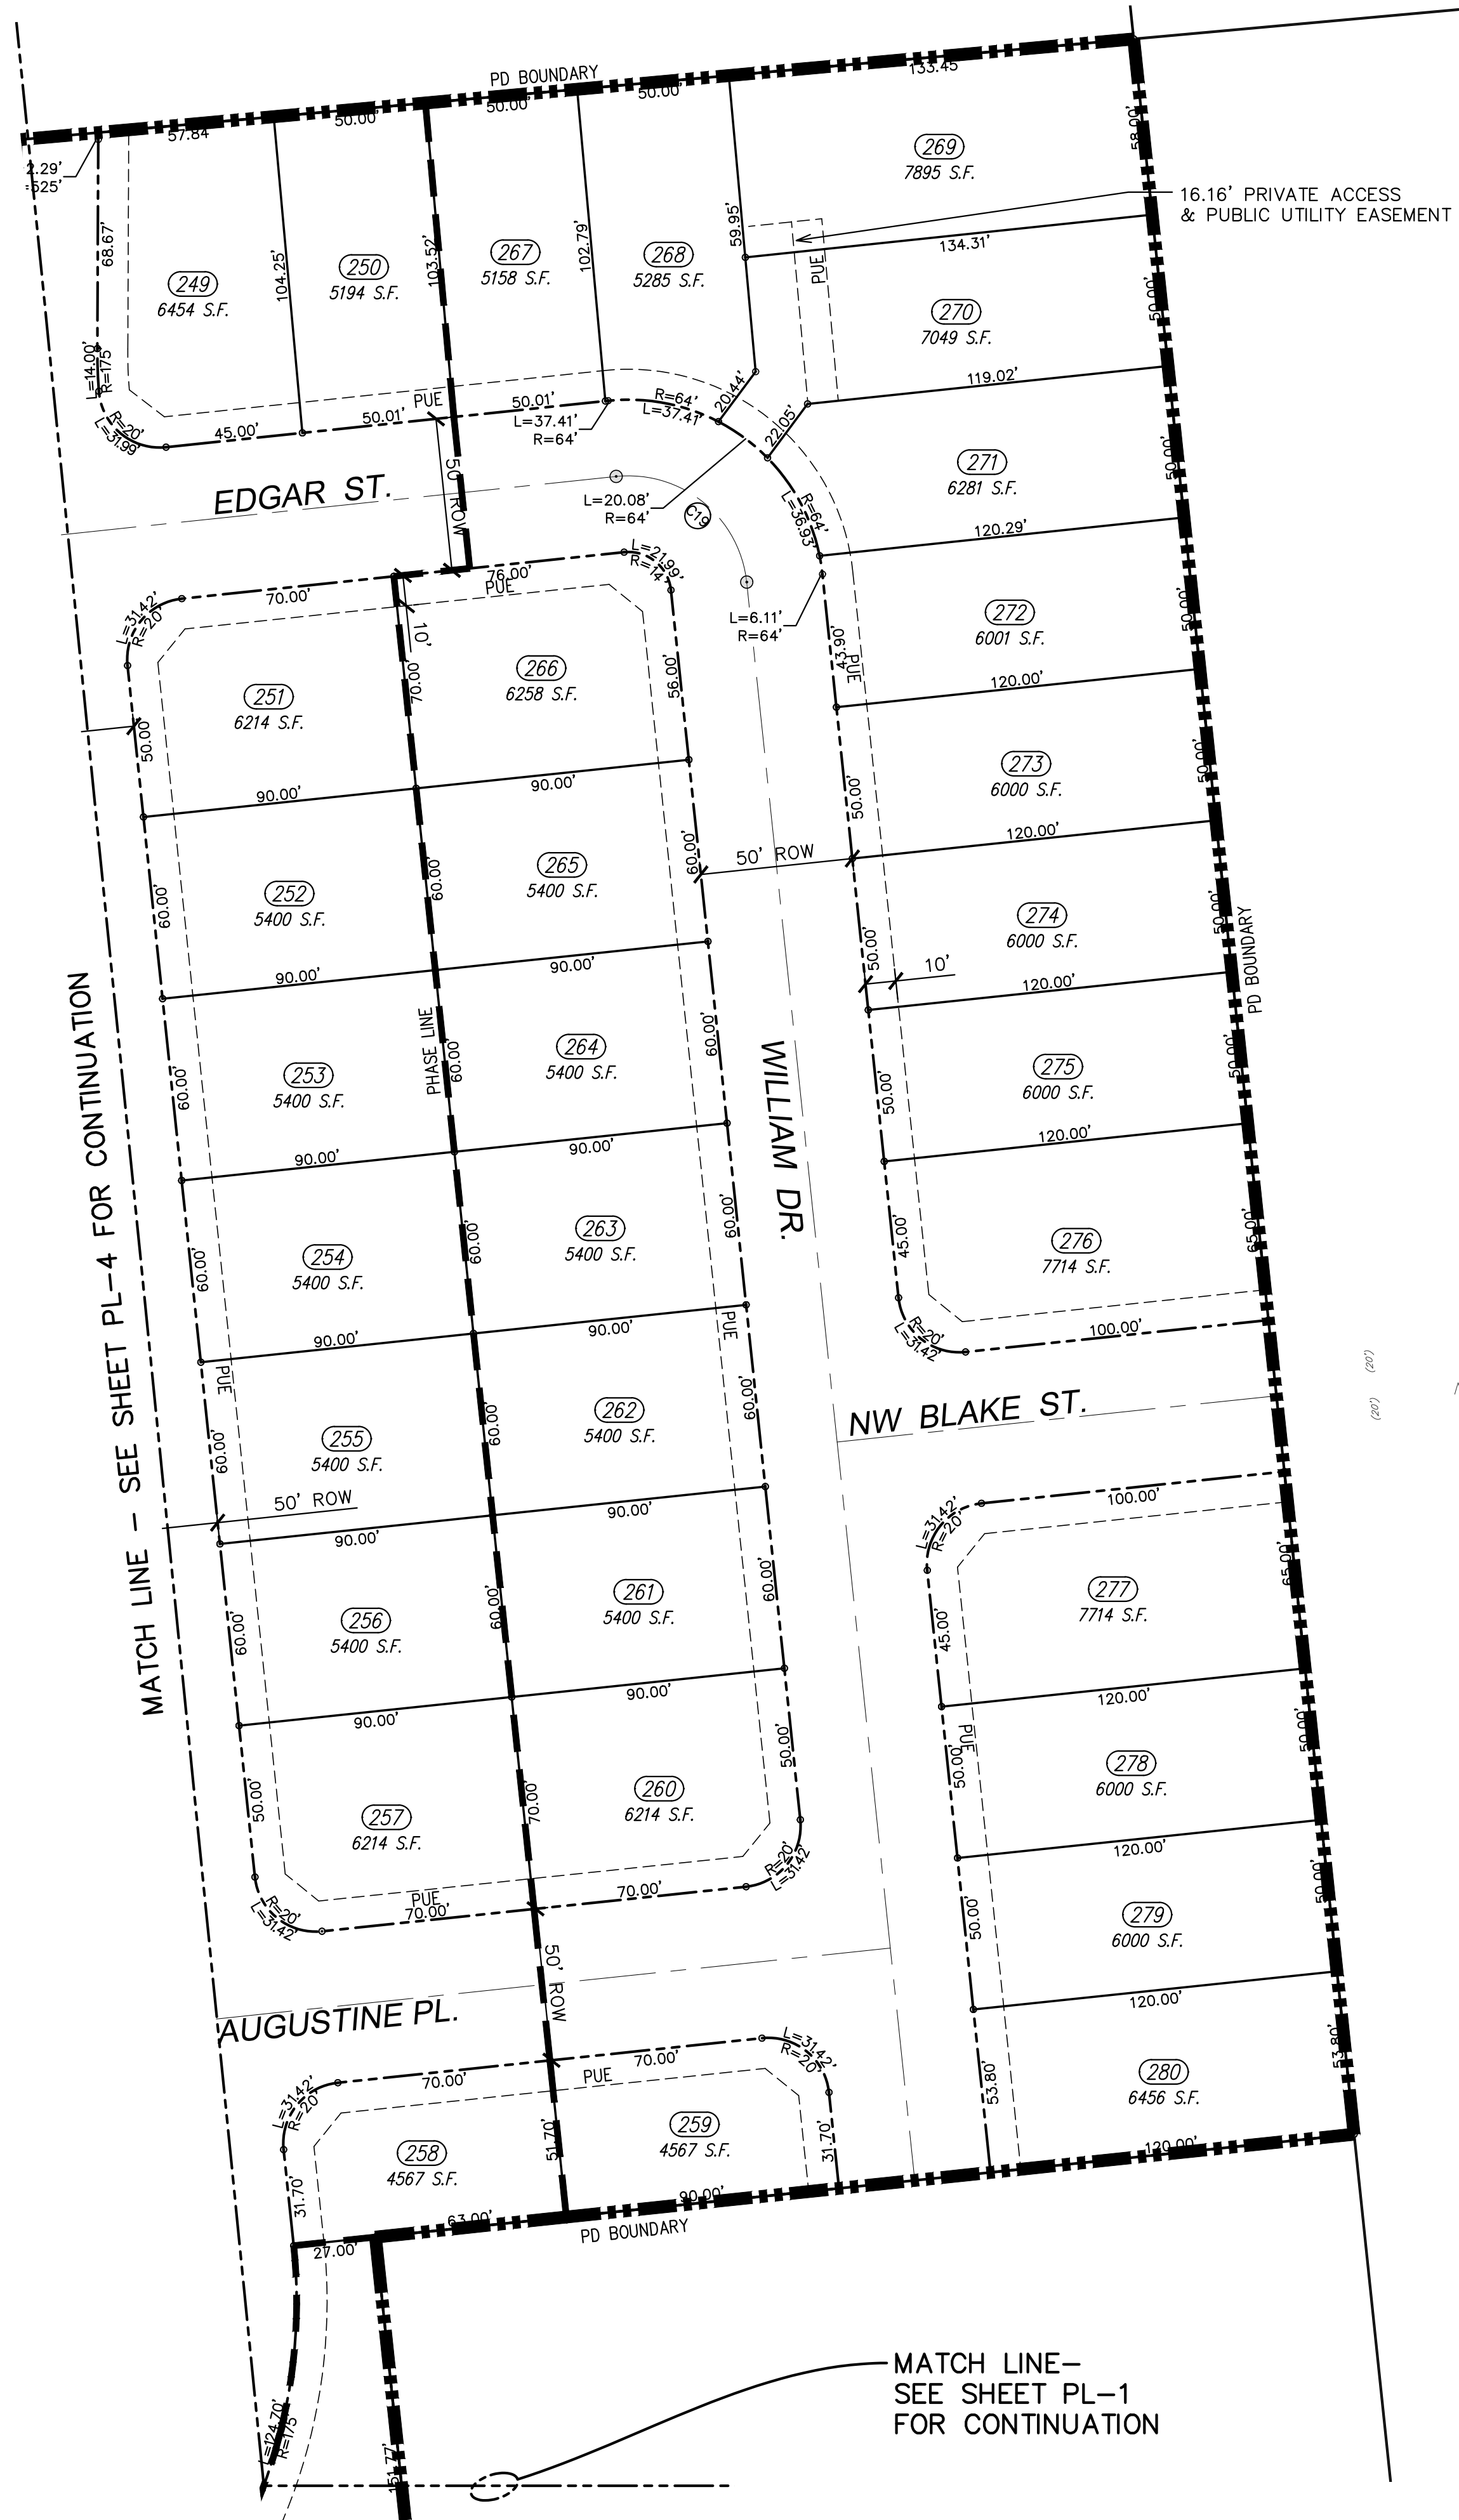 PD BOUNDARY
133.45
50.00'
50.00'
50.00'
57.84
2.29'
=525'
68.67'
L=14.00'
R=175'
R=20'
L=31.99'
249
6454 S.F.
104.25'
250
5194 S.F.
103.52'
267
5158 S.F.
102.79'
268
5285 S.F.
59.95'
269
7895 S.F.
58.00'
16.16' PRIVATE ACCESS
& PUBLIC UTILITY EASEMENT
134.31'
PUE
270
7049 S.F.
50.00'
119.02'
45.00'
50.01'
PUE
50.01'
L=37.41'
R=64'
R=64'
L=37.41'
20.44'
22.05'
EDGAR ST.
50' ROW
L=20.08'
R=64'
C19
R=64'
L=36.93'
271
6281 S.F.
50.00'
120.29'
L=31.42'
R=20'
70.00'
76.00'
PUE
L=21.99'
R=14'
10'
L=6.11'
R=64'
272
6001 S.F.
50.00'
43.90'
PUE
120.00'
251
6214 S.F.
50.00'
70.00'
266
6258 S.F.
56.00'
90.00'
90.00'
273
6000 S.F.
50.00'
50.00'
120.00'
50' ROW
252
5400 S.F.
60.00'
60.00'
265
5400 S.F.
60.00'
90.00'
90.00'
274
6000 S.F.
50.00'
50.00'
10'
120.00'
PD BOUNDARY
MATCH LINE - SEE SHEET PL-4 FOR CONTINUATION
253
5400 S.F.
60.00'
PHASE LINE
60.00'
264
5400 S.F.
60.00'
90.00'
90.00'
WILLIAM DR.
275
6000 S.F.
50.00'
50.00'
120.00'
254
5400 S.F.
60.00'
60.00'
263
5400 S.F.
60.00'
90.00'
90.00'
PUE
276
7714 S.F.
45.00'
65.00'
R=20'
L=31.42'
100.00'
(20')
(20')
PUE
255
5400 S.F.
60.00'
60.00'
262
5400 S.F.
60.00'
NW BLAKE ST.
50' ROW
90.00'
90.00'
L=31.42'
R=20'
100.00'
277
7714 S.F.
45.00'
65.00'
120.00'
256
5400 S.F.
60.00'
60.00'
261
5400 S.F.
60.00'
90.00'
90.00'
PUE
278
6000 S.F.
50.00'
50.00'
120.00'
257
6214 S.F.
50.00'
70.00'
260
6214 S.F.
50.00'
R=20'
L=31.42'
R=20'
L=31.42'
PUE
70.00'
70.00'
279
6000 S.F.
50.00'
50.00'
120.00'
50' ROW
AUGUSTINE PL.
L=31.42'
R=20'
70.00'
70.00'
PUE
L=31.42'
R=20'
280
6456 S.F.
53.80'
53.80'
120.00'
258
4567 S.F.
31.70'
51.70'
259
4567 S.F.
31.70'
90.00'
63.00'
27.00'
PD BOUNDARY
MATCH LINE-
SEE SHEET PL-1
FOR CONTINUATION
L=124.70'
R=175'
151.77'